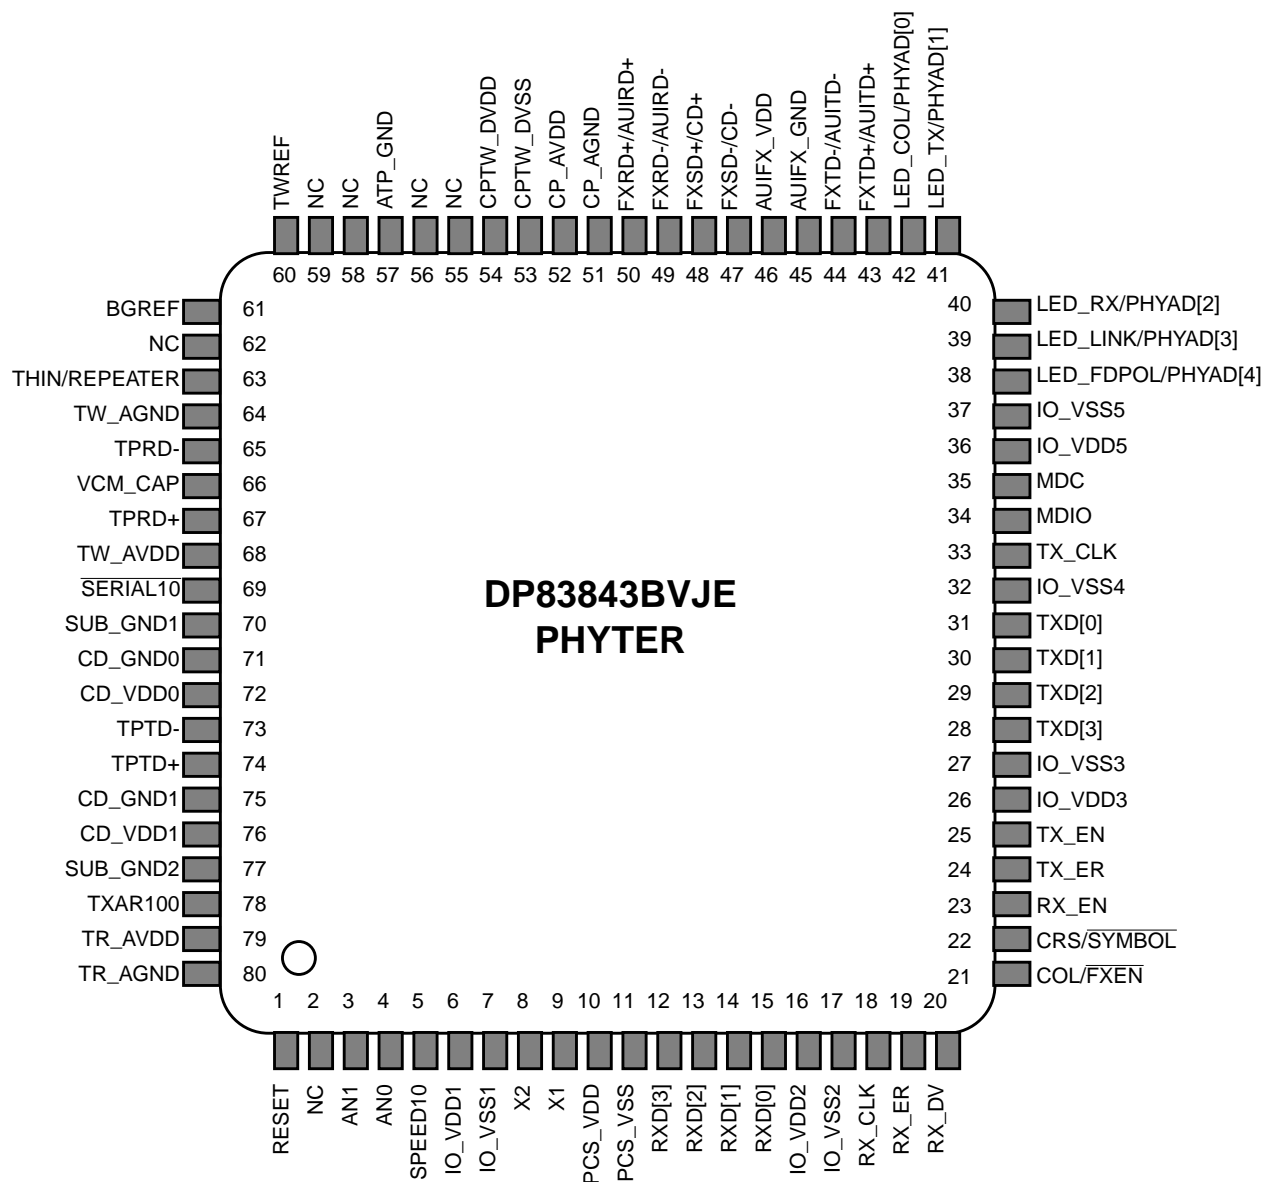 TWREF
NC
NC
ATP_GND
NC
NC
CPTW_DVDD
CPTW_DVSS
CP_AVDD
CP_AGND
FXRD+/AUIRD+
FXRD-/AUIRD-
FXSD+/CD+
FXSD-/CD-
AUIFX_VDD
AUIFX_GND
FXTD-/AUITD-
FXTD+/AUITD+
LED_COL/PHYAD[0]
LED_TX/PHYAD[1]
60 59 58 57 56 55 54 53 52 51 50 49 48 47 46 45 44 43 42 41
BGREF 61
NC 62
THIN/REPEATER 63
TW_AGND 64
TPRD- 65
VCM_CAP 66
TPRD+ 67
TW_AVDD 68
SERIAL10 69
SUB_GND1 70
CD_GND0 71
CD_VDD0 72
TPTD- 73
TPTD+ 74
CD_GND1 75
CD_VDD1 76
SUB_GND2 77
TXAR100 78
TR_AVDD 79
TR_AGND 80
DP83843BVJE
PHYTER
40 LED_RX/PHYAD[2]
39 LED_LINK/PHYAD[3]
38 LED_FDPOL/PHYAD[4]
37 IO_VSS5
36 IO_VDD5
35 MDC
34 MDIO
33 TX_CLK
32 IO_VSS4
31 TXD[0]
30 TXD[1]
29 TXD[2]
28 TXD[3]
27 IO_VSS3
26 IO_VDD3
25 TX_EN
24 TX_ER
23 RX_EN
22 CRS/SYMBOL
21 COL/FXEN
1 2 3 4 5 6 7 8 9 10 11 12 13 14 15 16 17 18 19 20
RESET
NC
AN1
AN0
SPEED10
IO_VDD1
IO_VSS1
X2
X1
PCS_VDD
PCS_VSS
RXD[3]
RXD[2]
RXD[1]
RXD[0]
IO_VDD2
IO_VSS2
RX_CLK
RX_ER
RX_DV